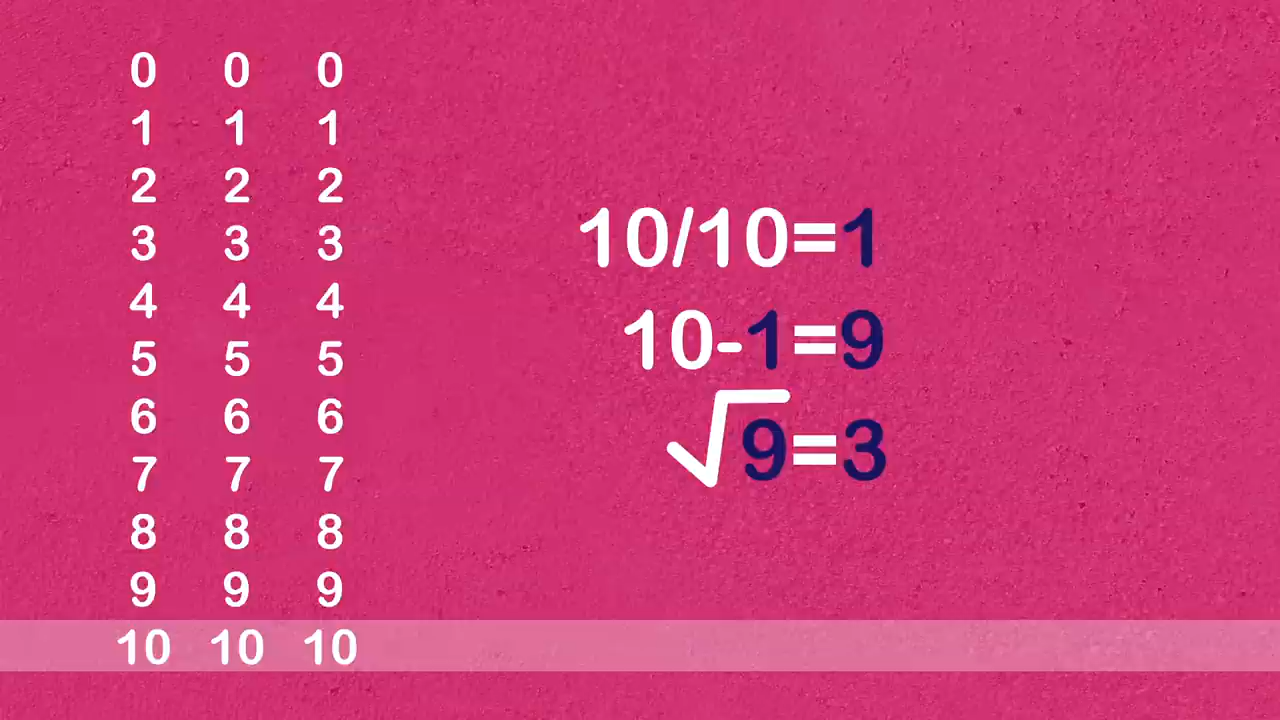 0 0 0
1 1 1
2 2 2
3 3 3
4 4 4
5 5 5
6 6 6
7 7 7
8 8 8
9 9 9
10 10 10
10/10=1
10-1=9
√9=3